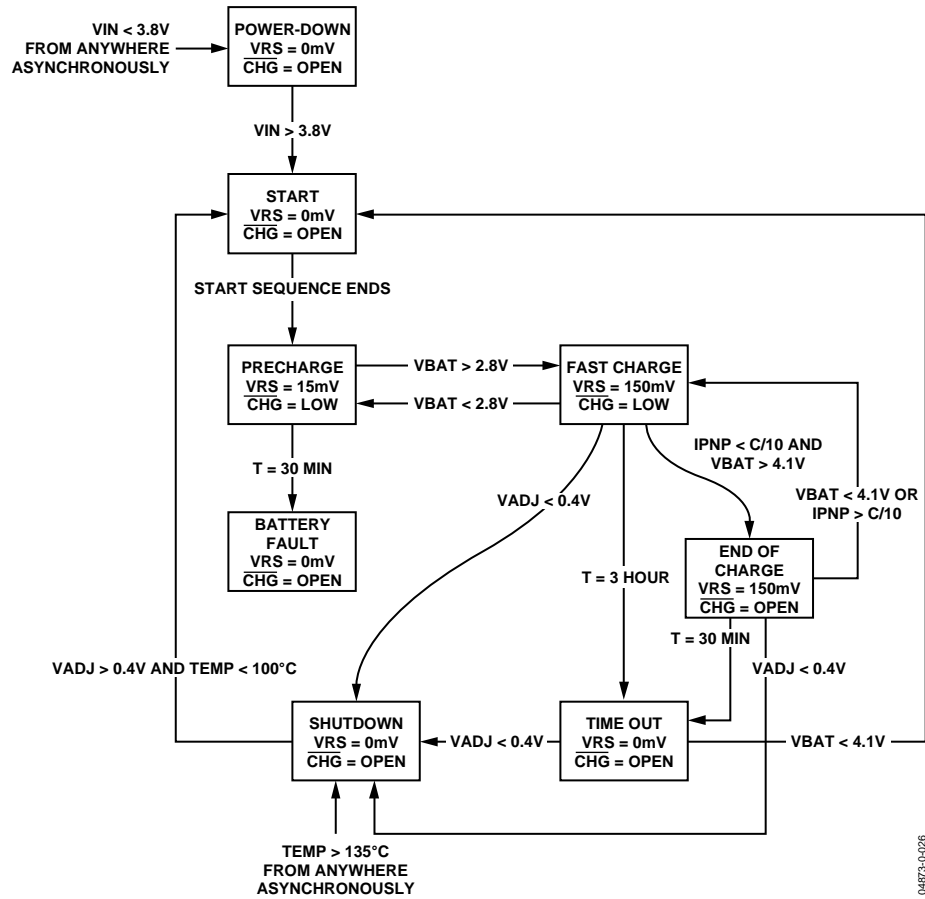 VIN < 3.8V
FROM ANYWHERE
ASYNCHRONOUSLY
POWER-DOWN
VRS = 0mV
CHG = OPEN
VIN > 3.8V
START
VRS = 0mV
CHG = OPEN
START SEQUENCE ENDS
PRECHARGE
VRS = 15mV
CHG = LOW
VBAT > 2.8V
VBAT < 2.8V
FAST CHARGE
VRS = 150mV
CHG = LOW
IPNP < C/10 AND
VBAT > 4.1V
T = 30 MIN
VADJ < 0.4V
VBAT < 4.1V OR
IPNP > C/10
BATTERY
FAULT
VRS = 0mV
CHG = OPEN
T = 3 HOUR
END OF
CHARGE
VRS = 150mV
CHG = OPEN
T = 30 MIN
VADJ > 0.4V AND TEMP < 100°C
VADJ < 0.4V
SHUTDOWN
VRS = 0mV
CHG = OPEN
VADJ < 0.4V
TIME OUT
VRS = 0mV
CHG = OPEN
VBAT < 4.1V
TEMP > 135°C
FROM ANYWHERE
ASYNCHRONOUSLY
04873-0-026